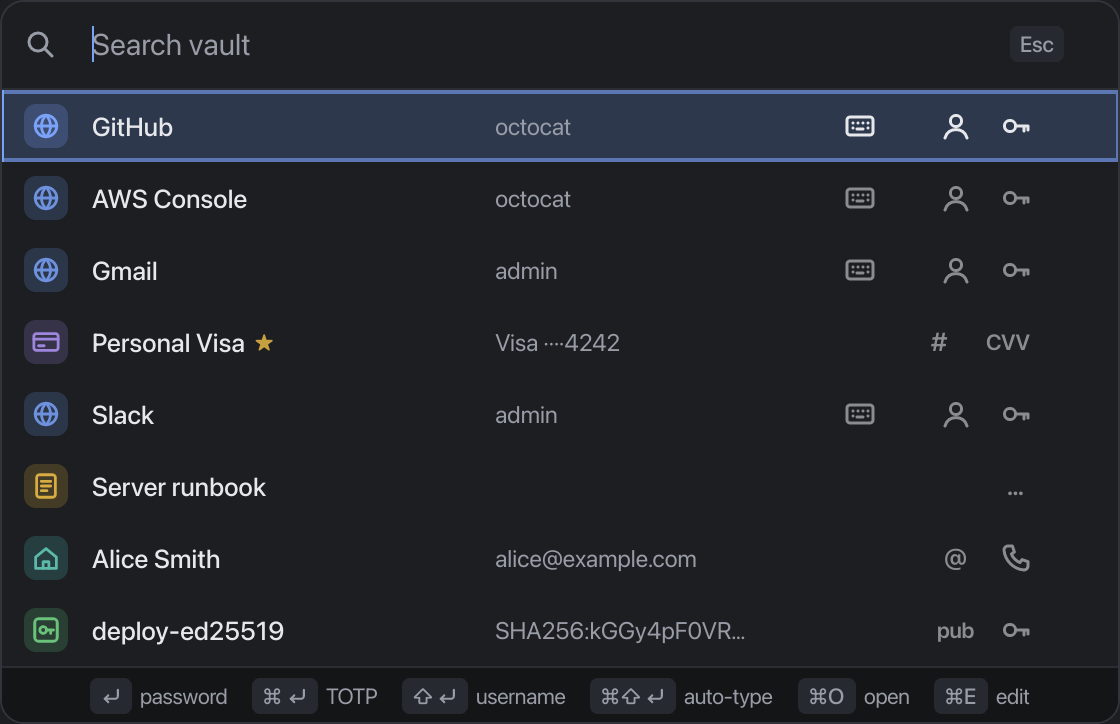 Search vault Esc
GitHub octocat
AWS Console octocat
Gmail admin
Personal Visa ★ Visa ····4242 # CVV
Slack admin
Server runbook ...
Alice Smith alice@example.com @
deploy-ed25519 SHA256:kGGy4pF0VR... pub
↵ password ⌘ ↵ TOTP ⇧ ↵ username ⌘⇧ ↵ auto-type ⌘O open ⌘E edit